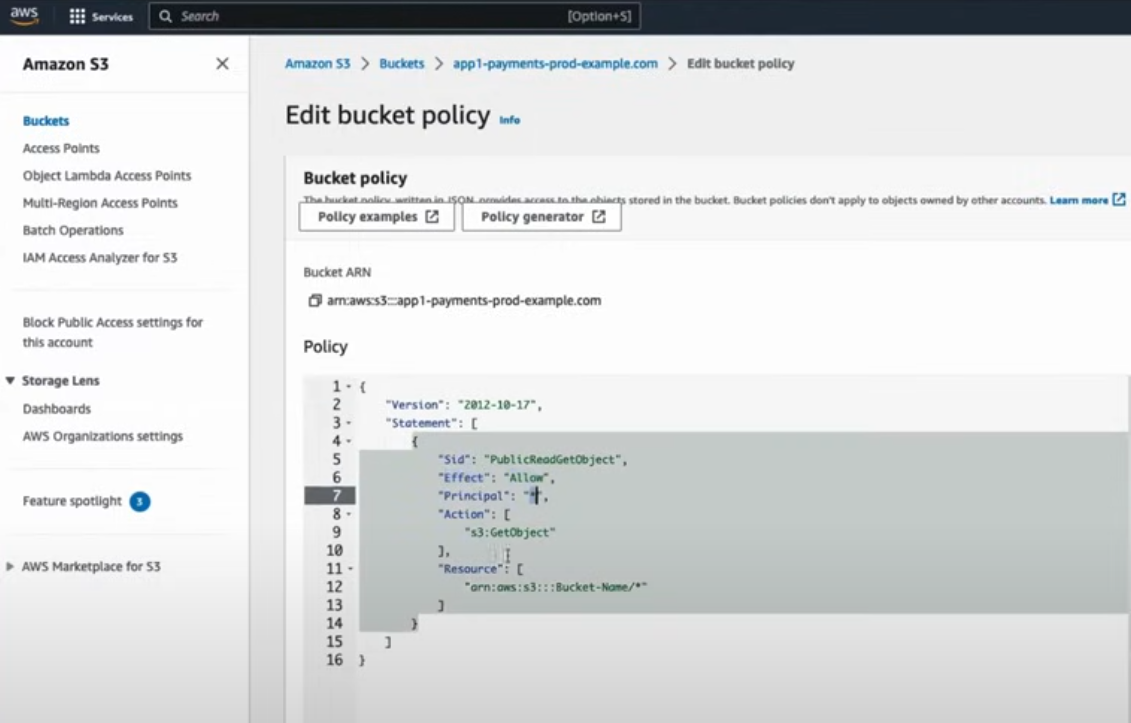 aws
Services
Search
[Option+S]
Amazon S3
Buckets
Access Points
Object Lambda Access Points
Multi-Region Access Points
Batch Operations
IAM Access Analyzer for S3
Block Public Access settings for
this account
Storage Lens
Dashboards
AWS Organizations settings
Feature spotlight 3
AWS Marketplace for S3
Amazon S3 > Buckets > app1-payments-prod-example.com > Edit bucket policy
Edit bucket policy Info
Bucket policy
The bucket policy, written in JSON, provides access to the objects stored in the bucket. Bucket policies don't apply to objects owned by other accounts. Learn more
Policy examples
Policy generator
Bucket ARN
arn:aws:s3:::app1-payments-prod-example.com
Policy
1 {
2 "Version": "2012-10-17",
3 "Statement": [
4 {
5 "Sid": "PublicReadGetObject",
6 "Effect": "Allow",
7 "Principal": "*",
8 "Action": [
9 "s3:GetObject"
10 ],
11 "Resource": [
12 "arn:aws:s3:::Bucket-Name/*"
13 ]
14 }
15 ]
16 }